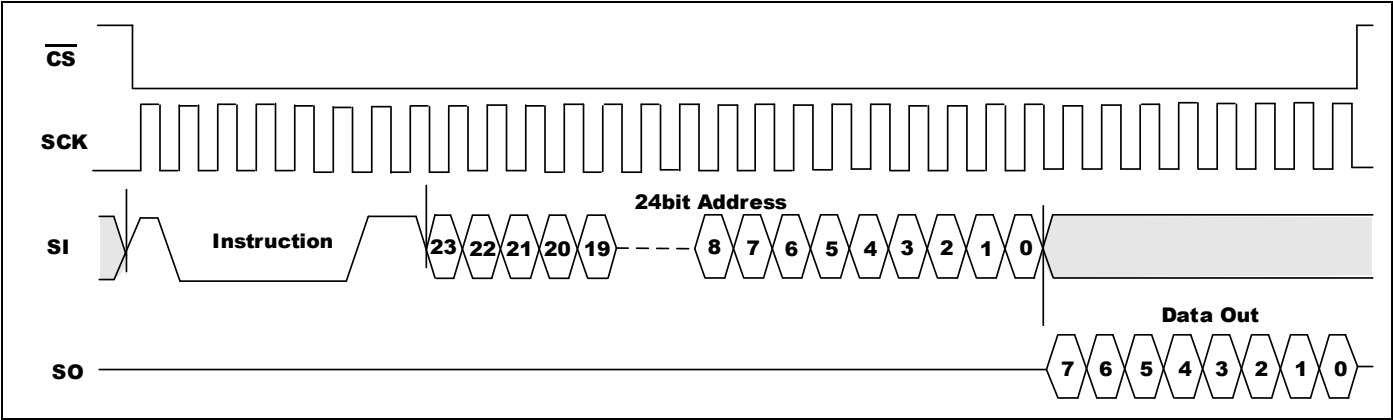 CS
SCK
24bit Address
SI Instruction 23 22 21 20 19 8 7 6 5 4 3 2 1 0
Data Out
SO 7 6 5 4 3 2 1 0